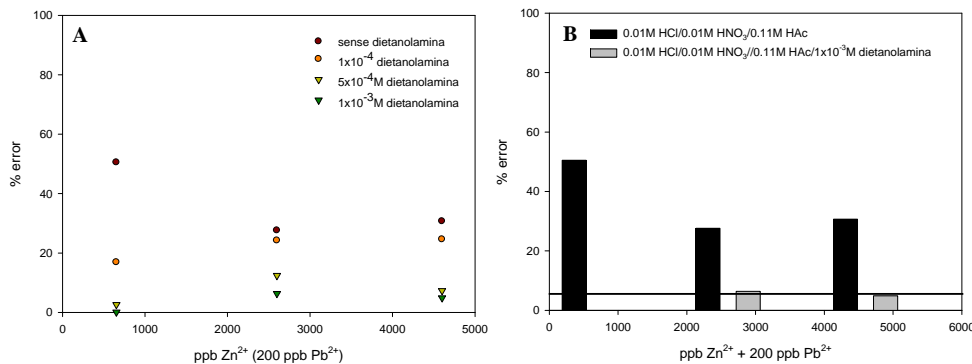 A
sense dietanolamina
1x10⁻⁴ dietanolamina
5x10⁻⁴M dietanolamina
1x10⁻³M dietanolamina
% error
100
80
60
40
20
0
0 1000 2000 3000 4000 5000
ppb Zn²⁺ (200 ppb Pb²⁺)
B
0.01M HCl/0.01M HNO₃/0.11M HAc
0.01M HCl/0.01M HNO₃//0.11M HAc/1x10⁻³M dietanolamina
% error
100
80
60
40
20
0
0 1000 2000 3000 4000 5000 6000
ppb Zn²⁺ + 200 ppb Pb²⁺